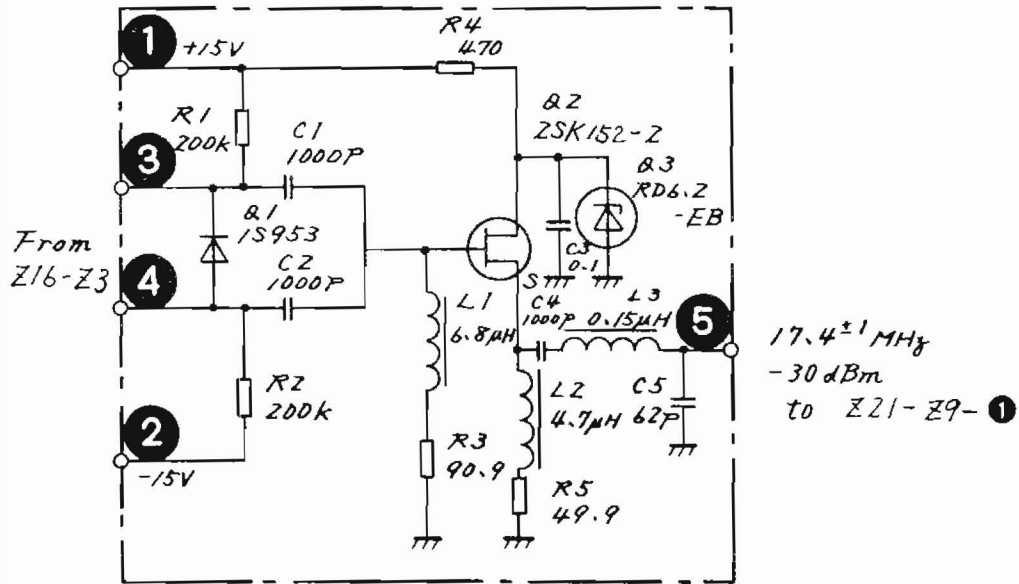 1
+15V
R4
470
R1
200k
C1
1000P
Q2
2SK152-2
3
Q3
RD6.2
-EB
Q1
1S953
From
Z16-Z3
4
C2
1000P
C3
0.1
S
C4
1000P
L3
0.15μH
5
L1
6.8μH
17.4±1 MHz
-30 dBm
to Z21-Z9-1
R2
200k
L2
4.7μH
C5
62P
2
-15V
R3
90.9
R5
49.9